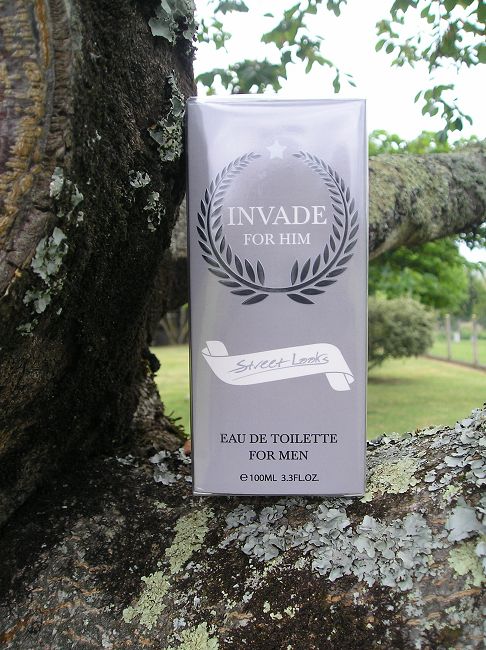 INVADE
FOR HIM
Street Looks
EAU DE TOILETTE
FOR MEN
℮ 100ML 3.3FL.OZ.